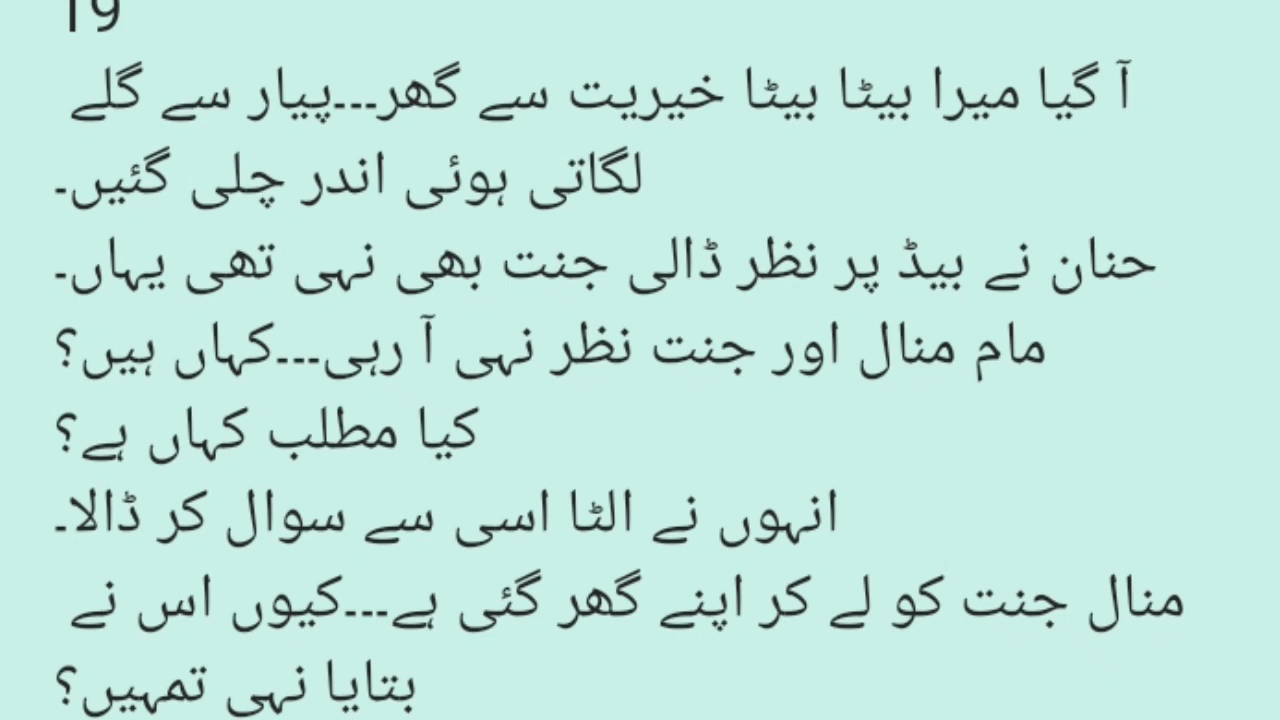 19
آ گیا میرا بیٹا بیٹا خیریت سے گھر۔۔۔پیار سے گلے
لگاتی ہوئی اندر چلی گئیں۔
حنان نے بیڈ پر نظر ڈالی جنت بھی نہی تھی یہاں۔
مام منال اور جنت نظر نہی آ رہی۔۔۔کہاں ہیں؟
کیا مطلب کہاں ہے؟
انہوں نے الٹا اسی سے سوال کر ڈالا۔
منال جنت کو لے کر اپنے گھر گئی ہے۔۔۔کیوں اس نے
بتایا نہی تمہیں؟